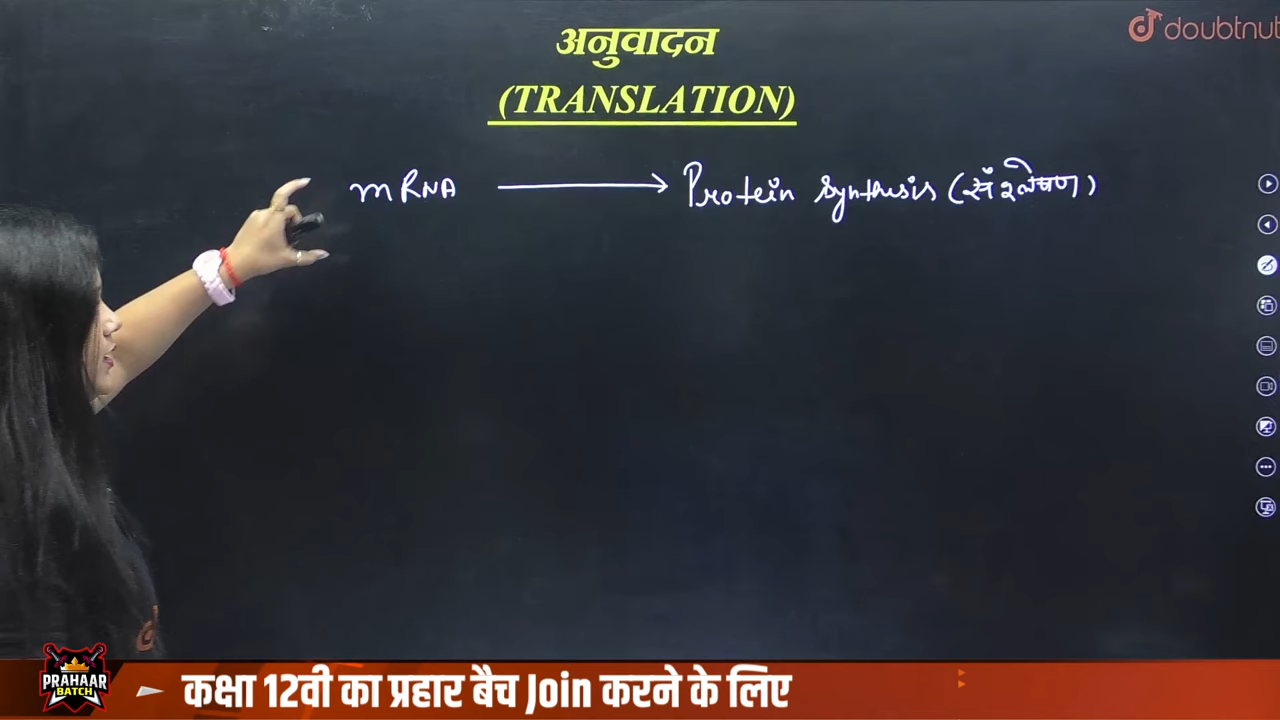 doubtnut
अनुवादन
(TRANSLATION)
mRNA → Protein Synthesis (संश्लेषण)
PRAHAAR
BATCH
कक्षा 12वी का प्रहार बैच Join करने के लिए